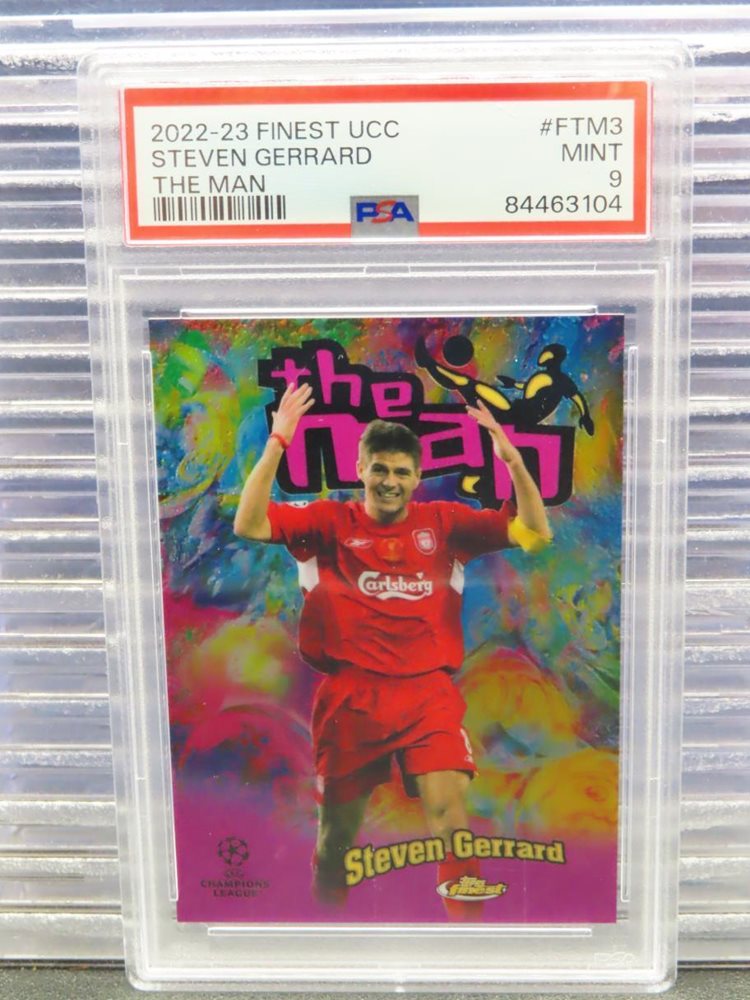 2022-23 FINEST UCC #FTM3
STEVEN GERRARD MINT
THE MAN 9
PSA 84463104
the
man
Carlsberg
Steven Gerrard
CHAMPIONS
LEAGUE
Topps
finest